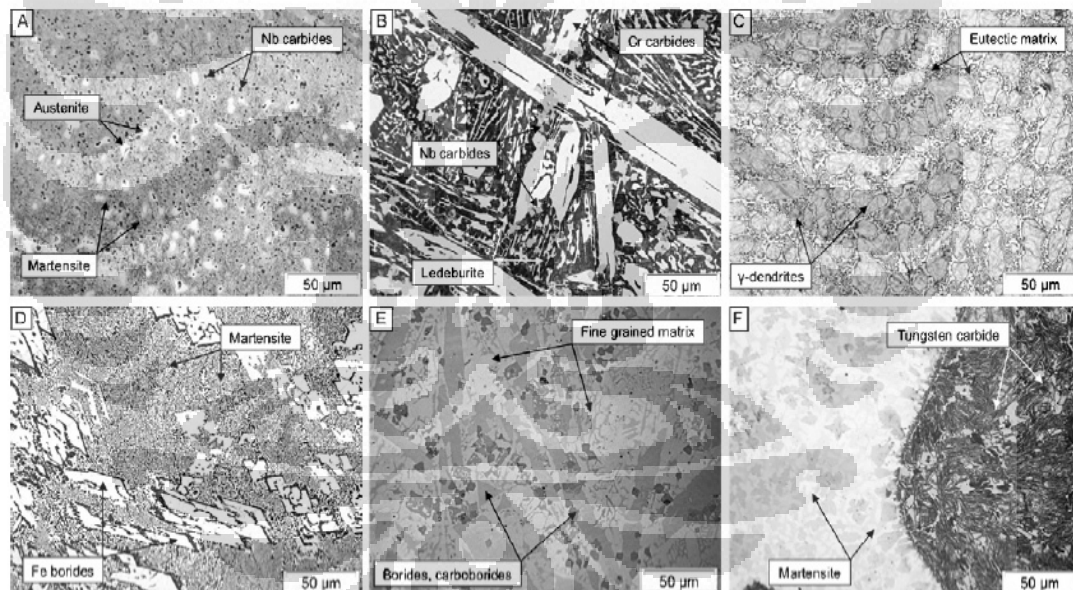 A
Nb carbides
Austenite
Martensite
50 µm
B
Cr carbides
Nb carbides
Ledeburite
50 µm
C
Eutectic matrix
γ-dendrites
50 µm
D
Martensite
Fe borides
50 µm
E
Fine grained matrix
Borides, carboborides
50 µm
F
Tungsten carbide
Martensite
50 µm